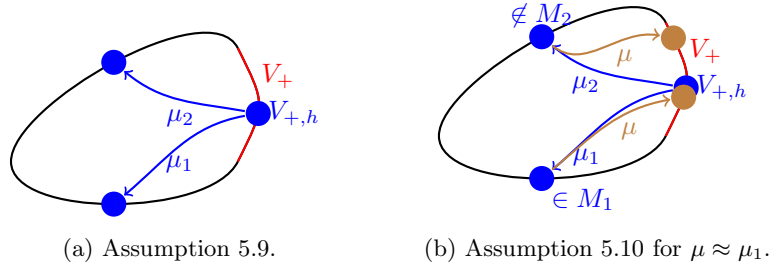 V₊
V₊,ₕ
μ₂
μ₁
(a) Assumption 5.9.
∉ M₂
V₊
μ
μ₂
V₊,ₕ
μ₁
μ
∈ M₁
(b) Assumption 5.10 for μ ≈ μ₁.